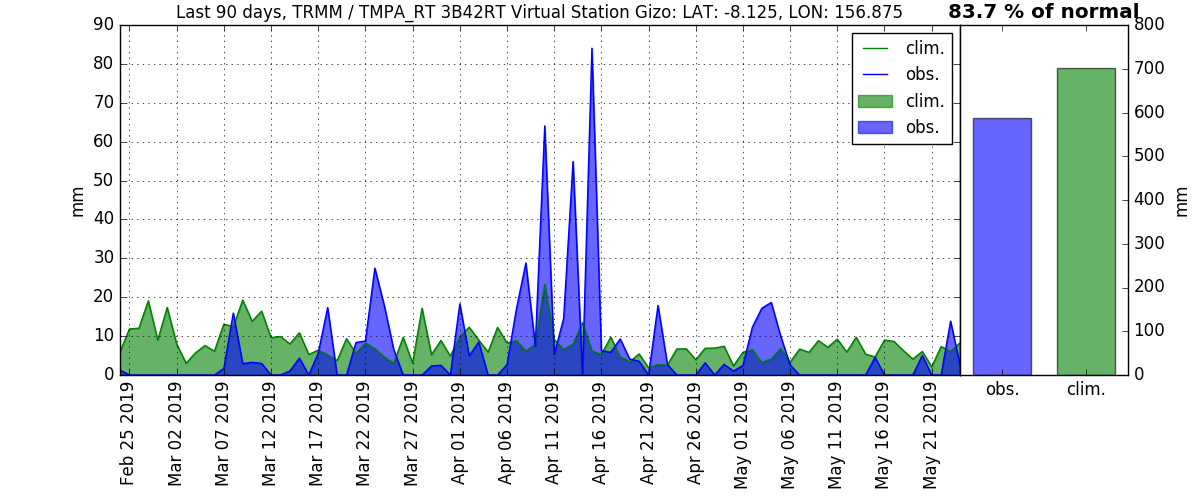 Last 90 days, TRMM / TMPA_RT 3B42RT Virtual Station Gizo: LAT: -8.125, LON: 156.875
83.7 % of normal
90
80
70
60
50
40
30
20
10
0
mm
clim.
obs.
clim.
obs.
Feb 25 2019
Mar 02 2019
Mar 07 2019
Mar 12 2019
Mar 17 2019
Mar 22 2019
Mar 27 2019
Apr 01 2019
Apr 06 2019
Apr 11 2019
Apr 16 2019
Apr 21 2019
Apr 26 2019
May 01 2019
May 06 2019
May 11 2019
May 16 2019
May 21 2019
800
700
600
500
400
300
200
100
0
mm
obs.
clim.